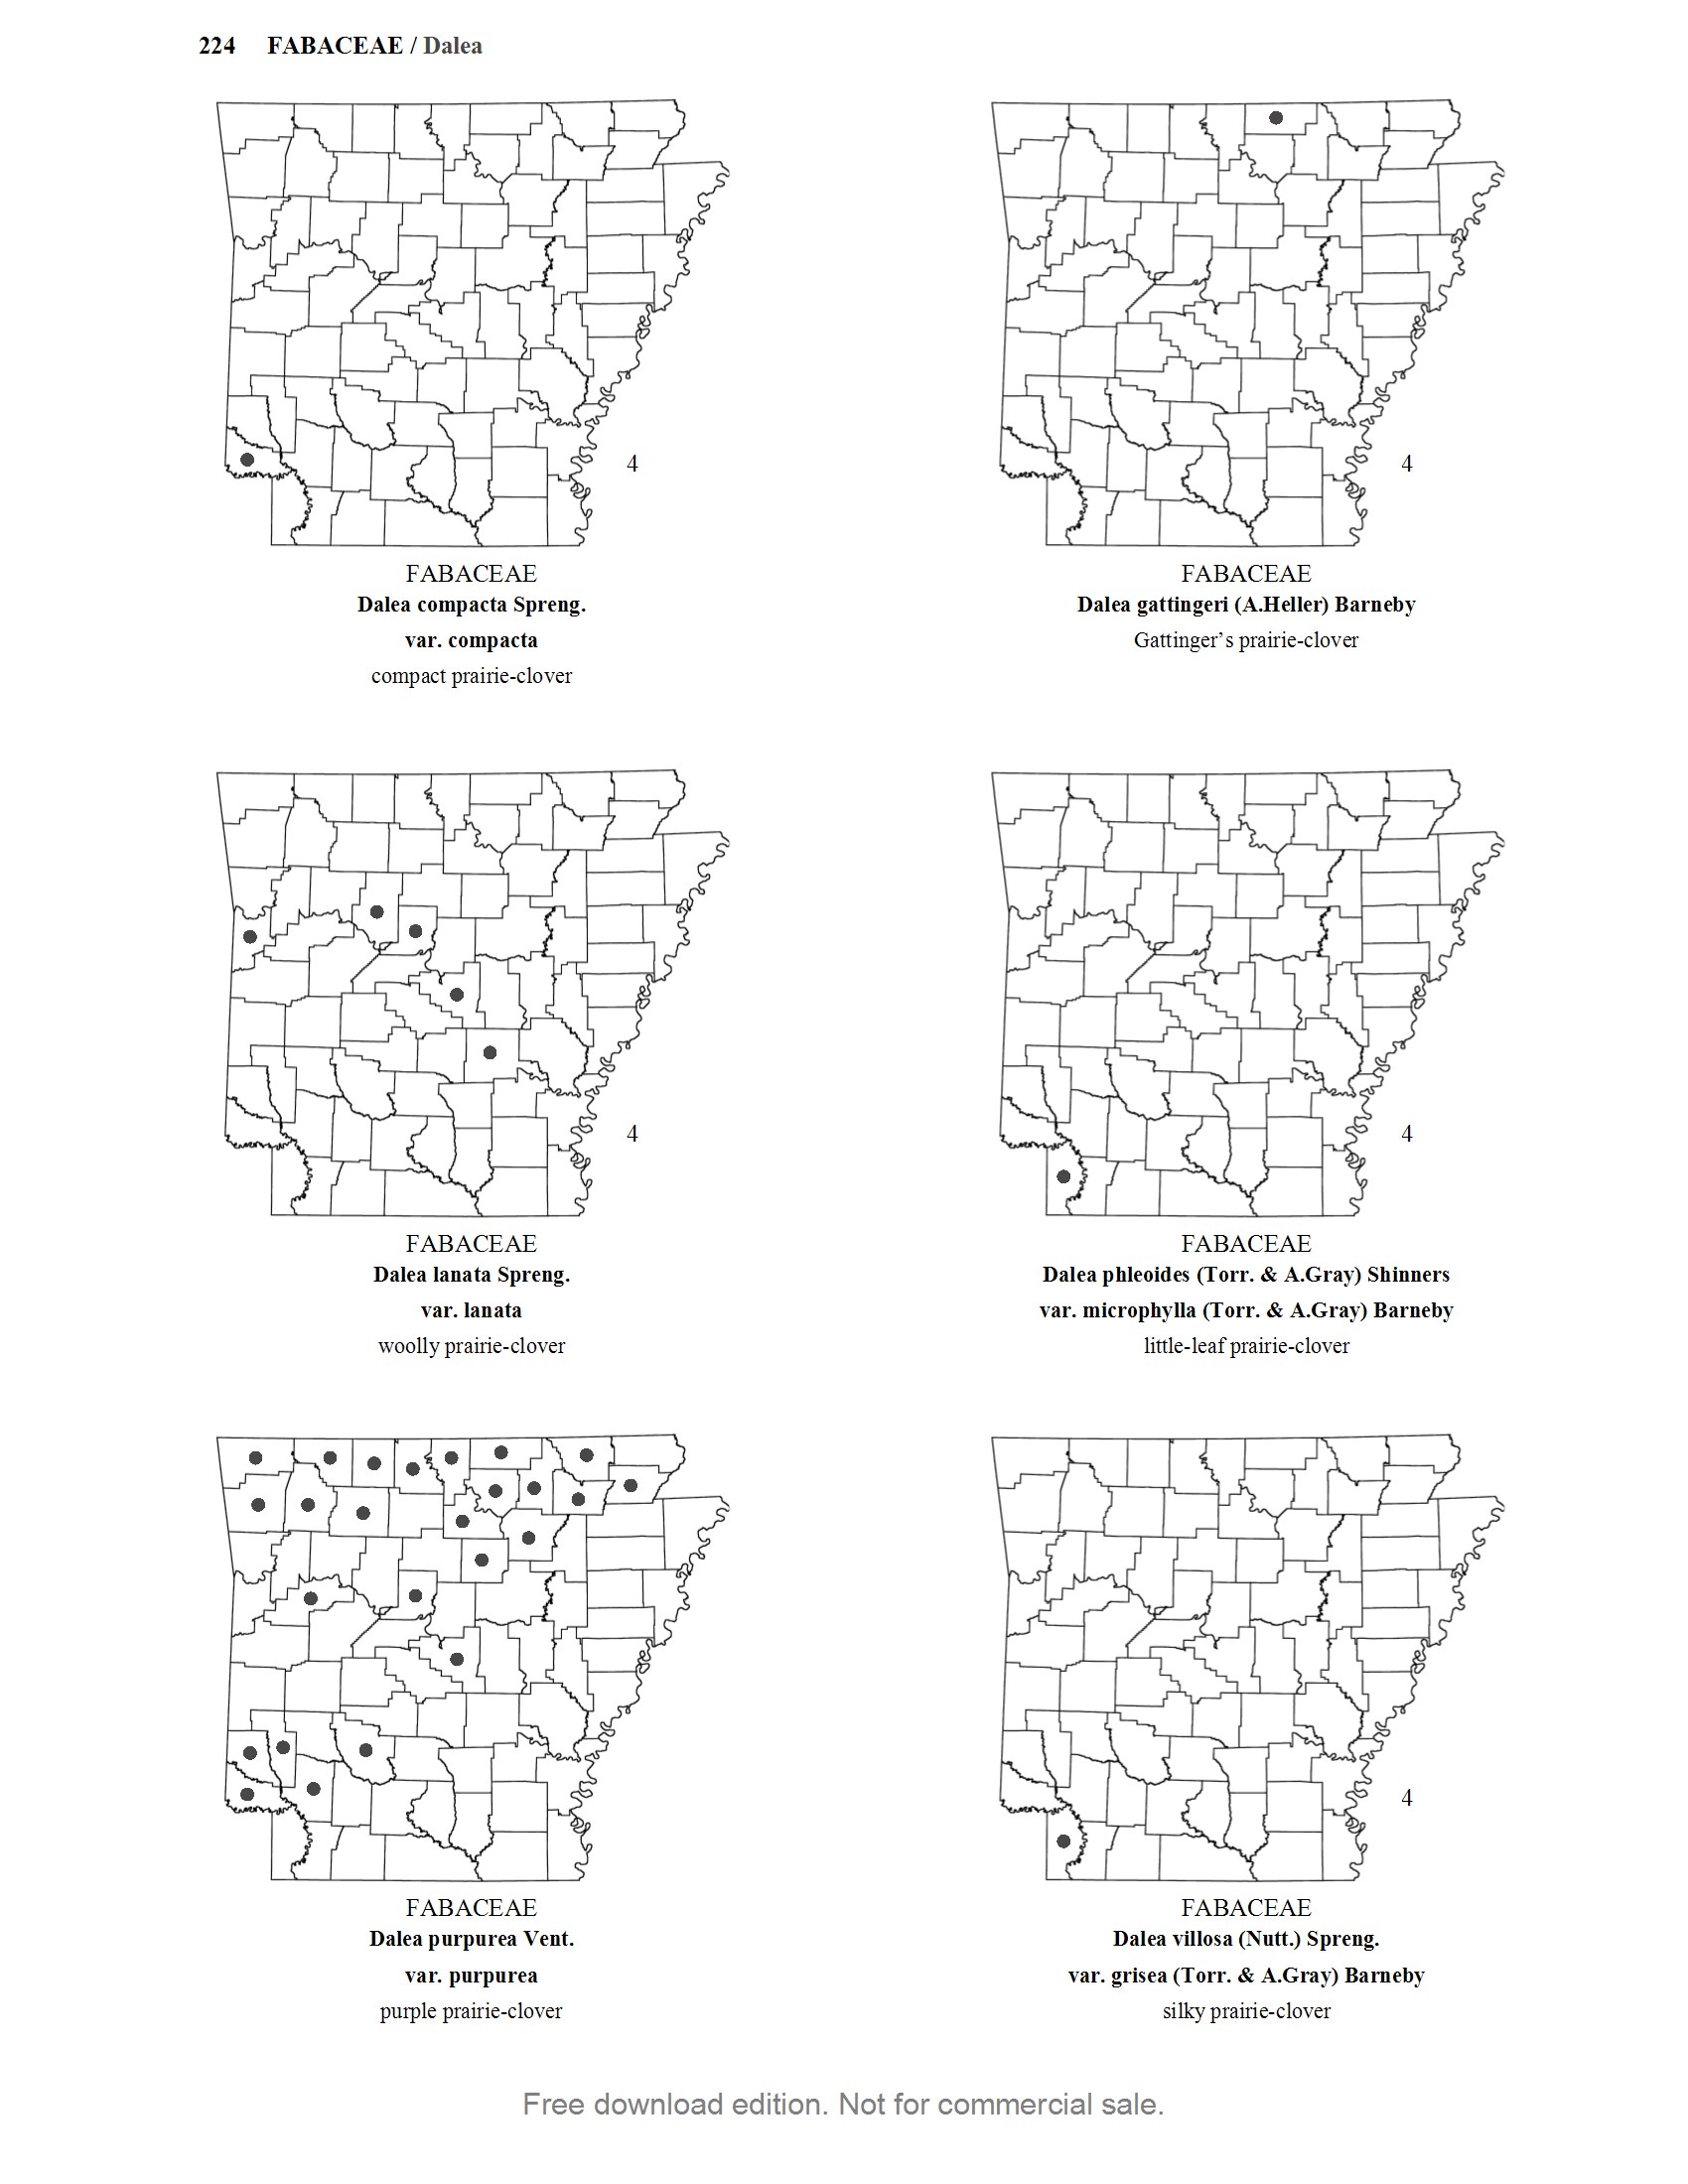 224 FABACEAE / Dalea
4
FABACEAE
Dalea compacta Spreng.
var. compacta
compact prairie-clover
4
FABACEAE
Dalea gattingeri (A.Heller) Barneby
Gattinger’s prairie-clover
4
FABACEAE
Dalea lanata Spreng.
var. lanata
woolly prairie-clover
4
FABACEAE
Dalea phleoides (Torr. & A.Gray) Shinners
var. microphylla (Torr. & A.Gray) Barneby
little-leaf prairie-clover
FABACEAE
Dalea purpurea Vent.
var. purpurea
purple prairie-clover
4
FABACEAE
Dalea villosa (Nutt.) Spreng.
var. grisea (Torr. & A.Gray) Barneby
silky prairie-clover
Free download edition. Not for commercial sale.